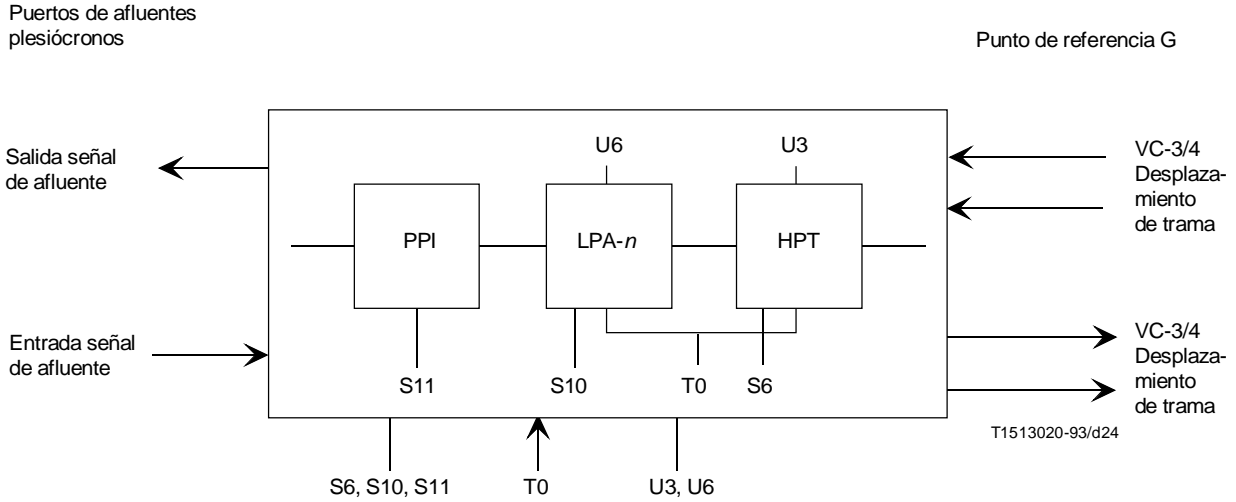 Puertos de afluentes
plesiócronos
Punto de referencia G
Salida señal
de afluente
U6
U3
VC-3/4
Desplaza-
miento
de trama
PPI
LPA-n
HPT
Entrada señal
de afluente
S11
S10
T0
S6
VC-3/4
Desplaza-
miento
de trama
T1513020-93/d24
S6, S10, S11
T0
U3, U6